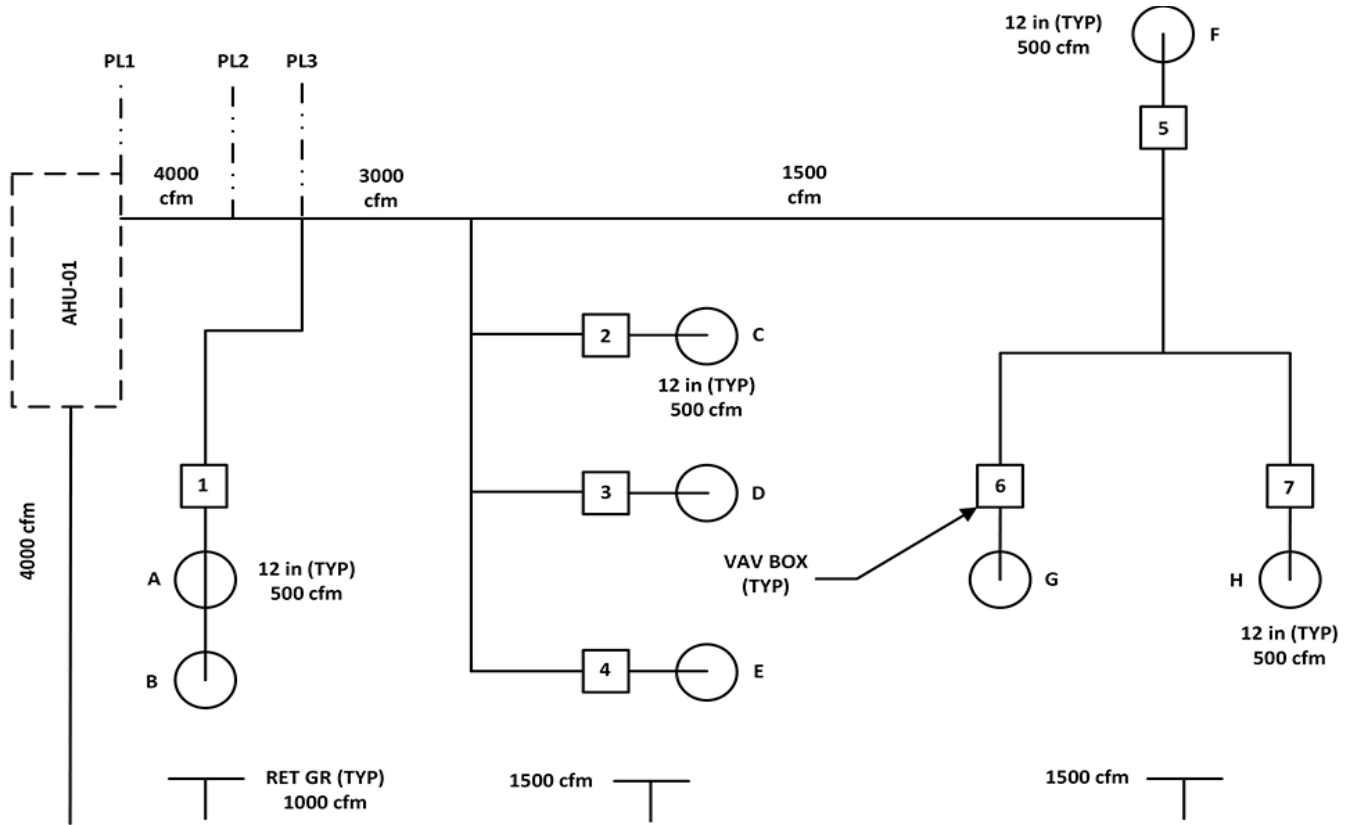 12 in (TYP)
500 cfm
F
PL1
PL2
PL3
5
4000
cfm
3000
cfm
1500
cfm
AHU-01
2
C
12 in (TYP)
500 cfm
1
3
D
6
7
4000 cfm
A
12 in (TYP)
500 cfm
VAV BOX
(TYP)
G
H
12 in (TYP)
500 cfm
B
4
E
RET GR (TYP)
1000 cfm
1500 cfm
1500 cfm